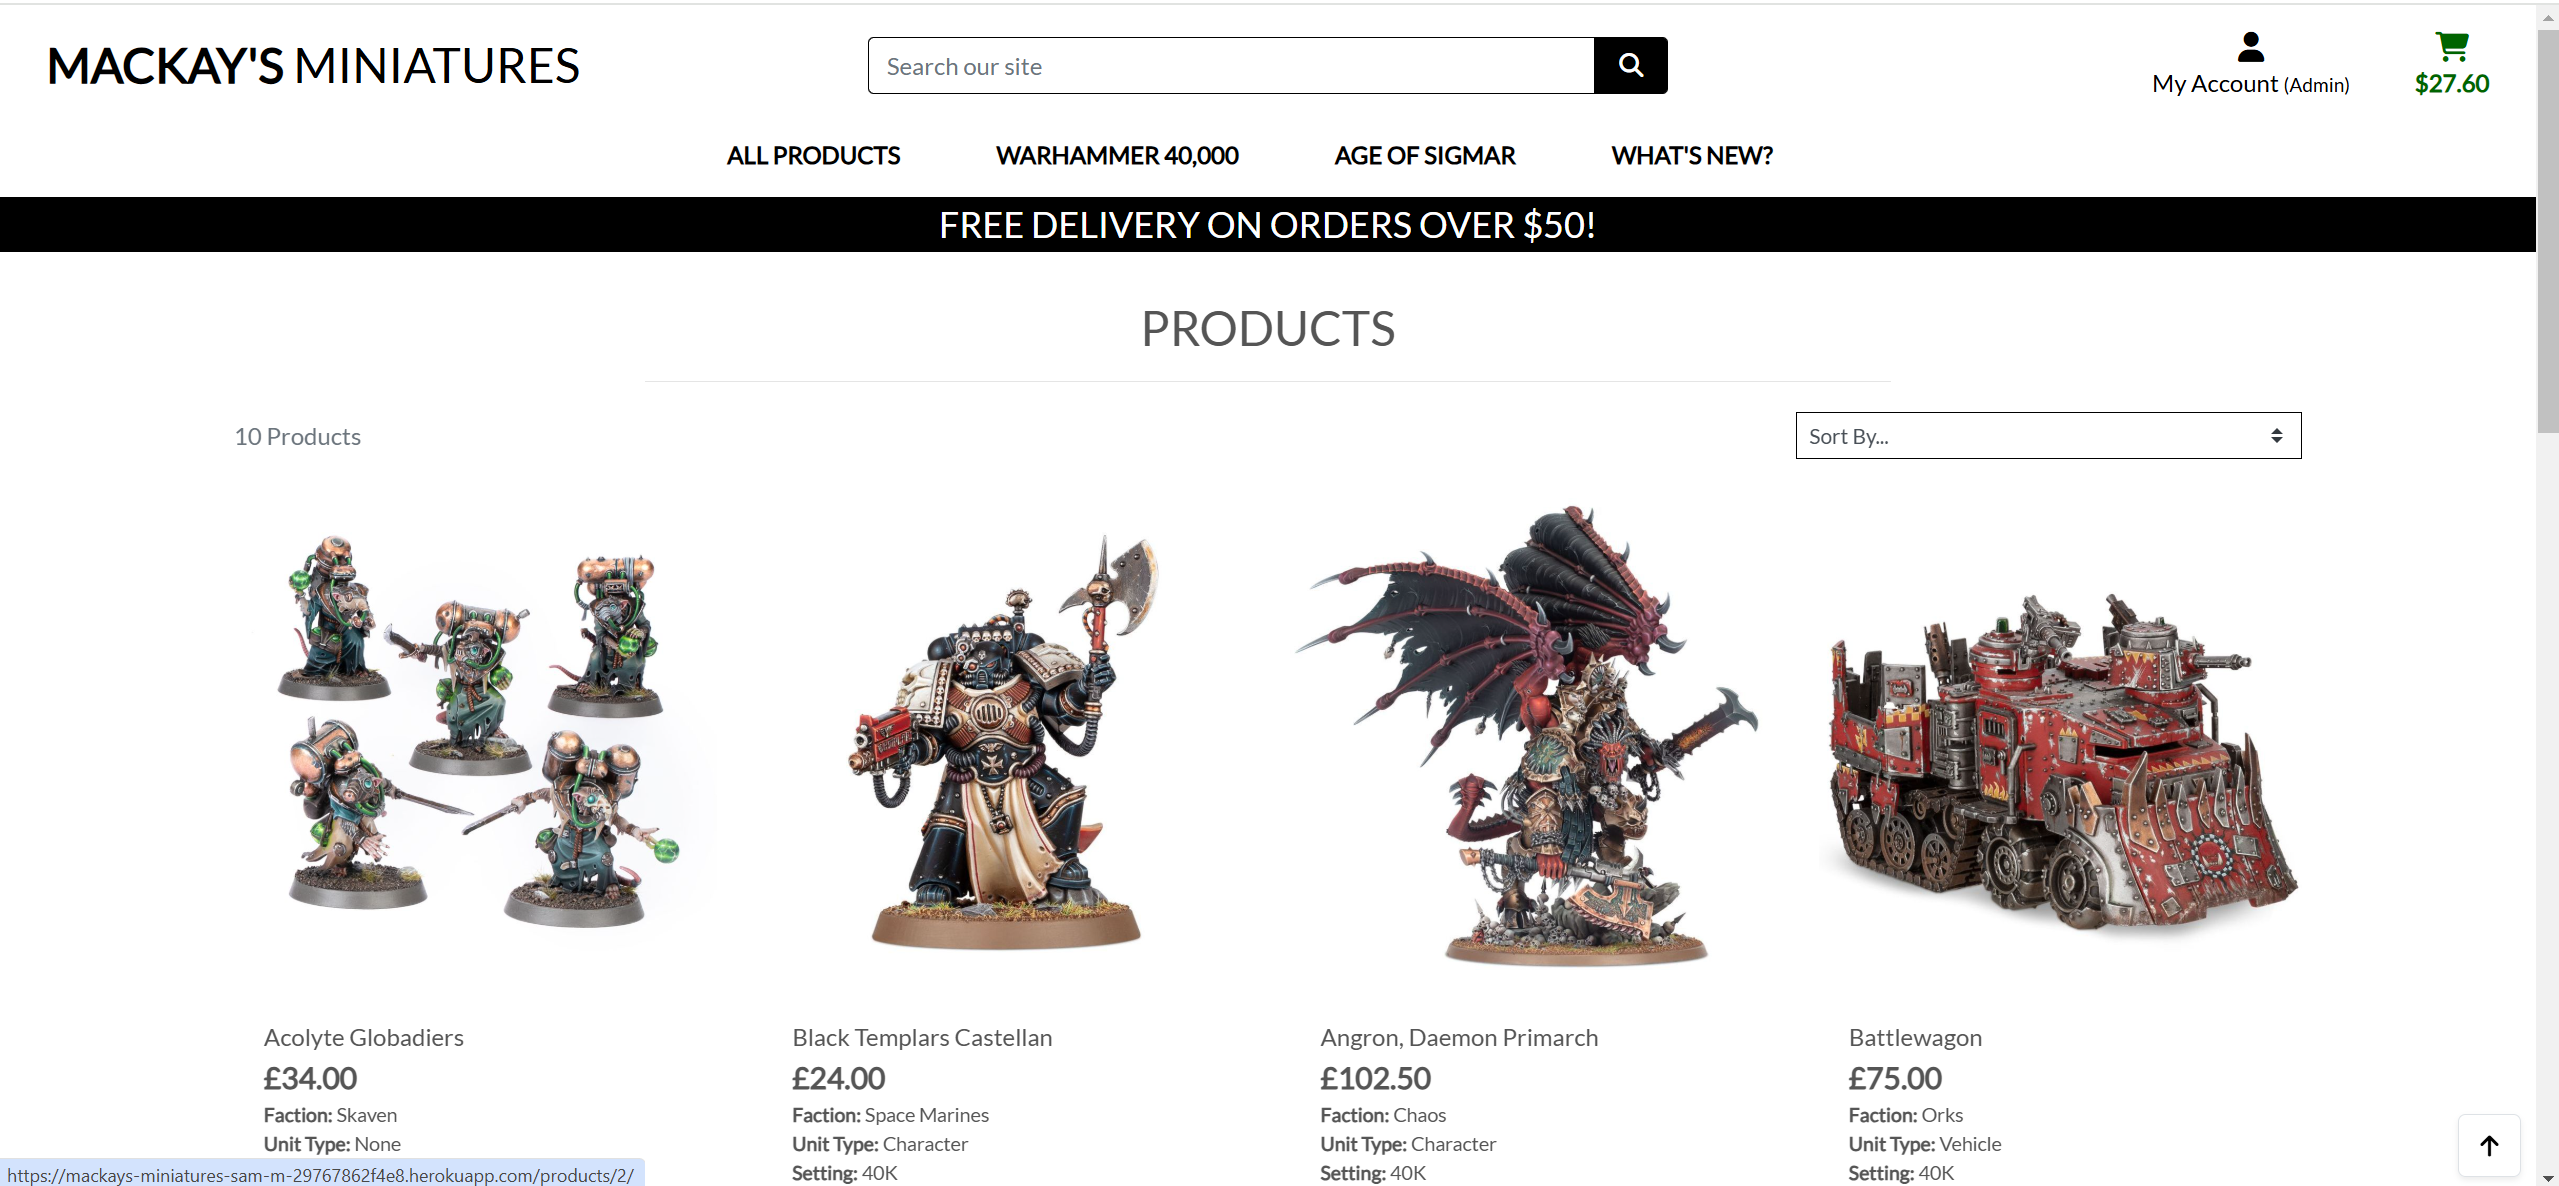 MACKAY'S MINIATURES
Search our site
My Account (Admin)
$27.60
ALL PRODUCTS
WARHAMMER 40,000
AGE OF SIGMAR
WHAT'S NEW?
FREE DELIVERY ON ORDERS OVER $50!
PRODUCTS
10 Products
Sort By...
Acolyte Globadiers
£34.00
Faction: Skaven
Unit Type: None
Black Templars Castellan
£24.00
Faction: Space Marines
Unit Type: Character
Setting: 40K
Angron, Daemon Primarch
£102.50
Faction: Chaos
Unit Type: Character
Setting: 40K
Battlewagon
£75.00
Faction: Orks
Unit Type: Vehicle
Setting: 40K
https://mackays-miniatures-sam-m-29767862f4e8.herokuapp.com/products/2/